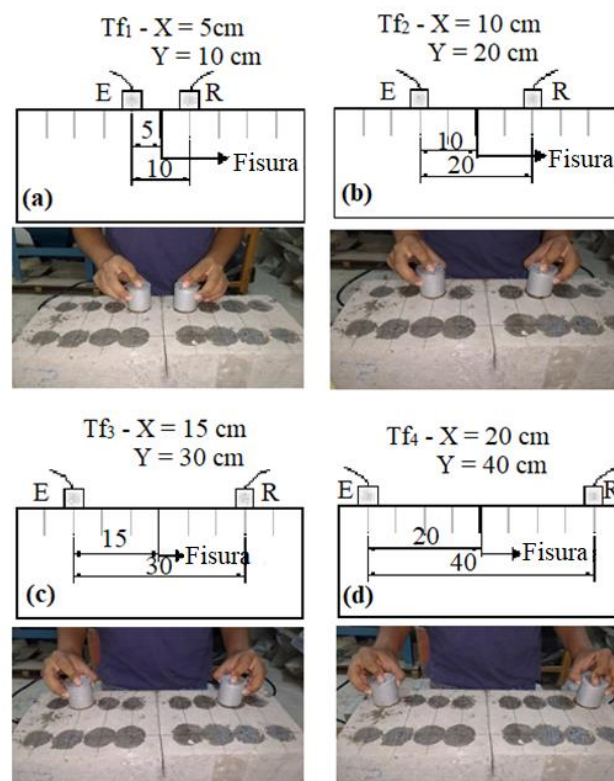 Tf1 - X = 5cm
Y = 10 cm
E
R
5
10
Fisura
(a)
Tf2 - X = 10 cm
Y = 20 cm
E
R
10
20
Fisura
(b)
Tf3 - X = 15 cm
Y = 30 cm
E
R
15
30
Fisura
(c)
Tf4 - X = 20 cm
Y = 40 cm
E
R
20
40
Fisura
(d)